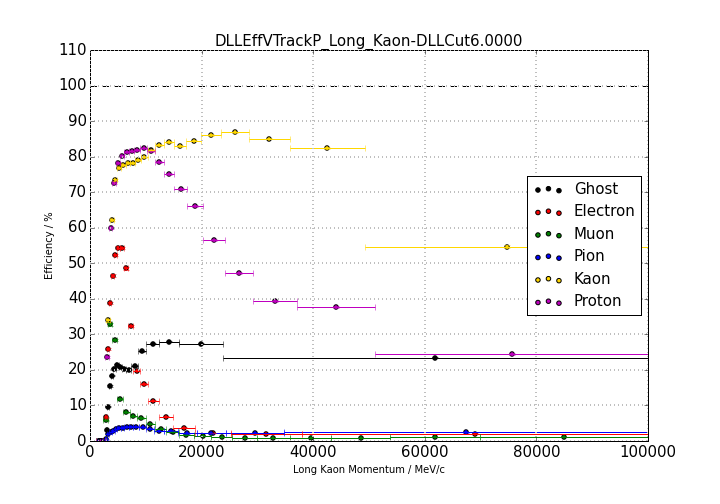 DLLEffVTrackP_Long_Kaon-DLLCut6.0000
110
100
90
80
70
60
50
40
30
20
10
0
Efficiency / %
Ghost
Electron
Muon
Pion
Kaon
Proton
0 20000 40000 60000 80000 100000
Long Kaon Momentum / MeV/c